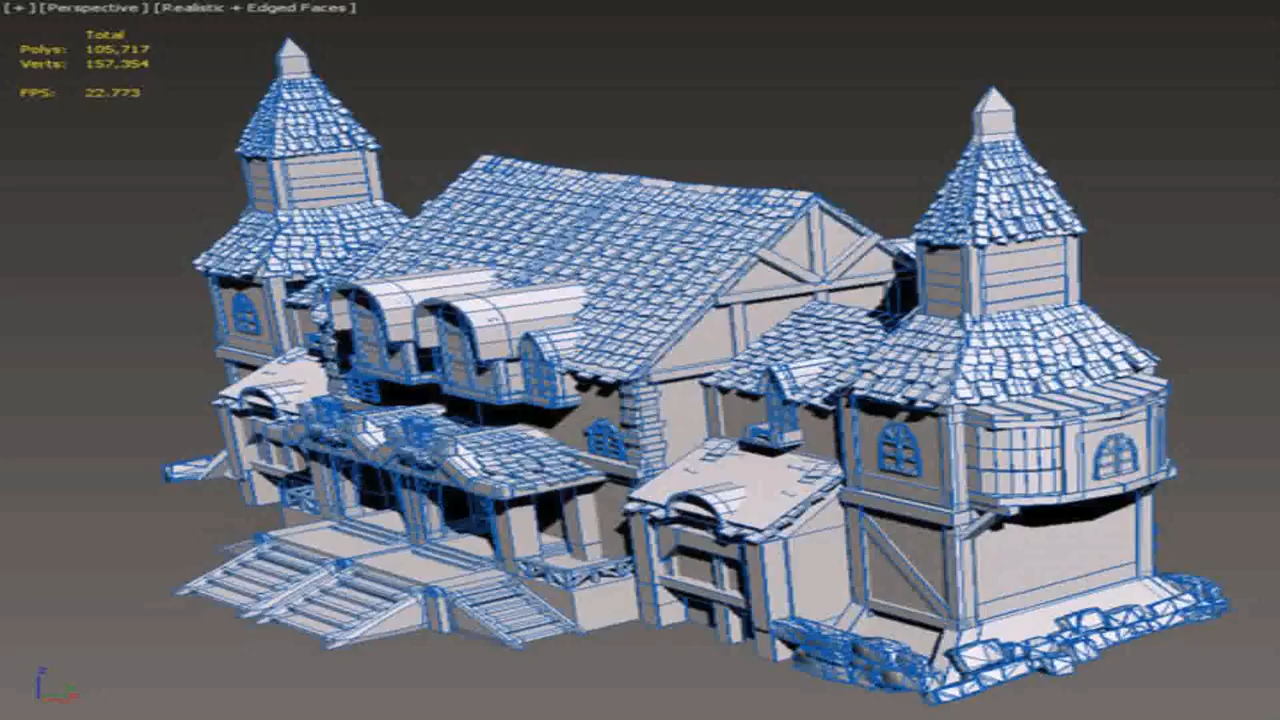 [ + ] [ Perspective ] [ Realistic + Edged Faces ]
Total
Polys: 105,717
Verts: 157,354
FPS: 22.773